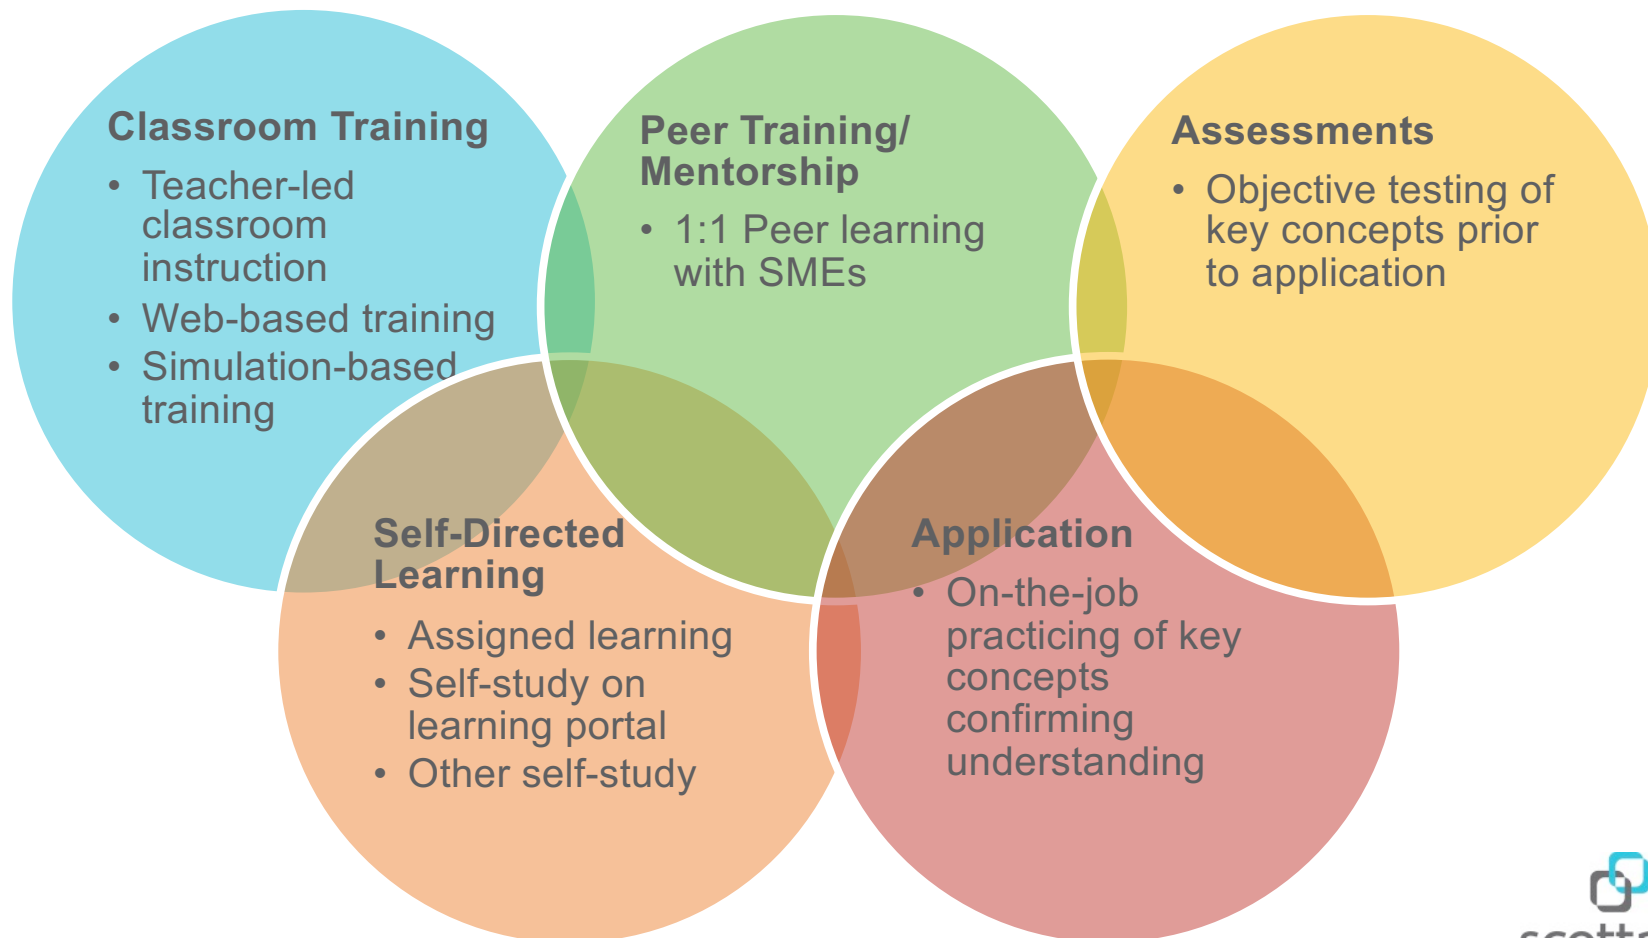 Classroom Training
• Teacher-led
classroom
instruction
• Web-based training
• Simulation-based
training
Peer Training/
Mentorship
• 1:1 Peer learning
with SMEs
Assessments
• Objective testing of
key concepts prior
to application
Self-Directed
Learning
• Assigned learning
• Self-study on
learning portal
• Other self-study
Application
• On-the-job
practicing of key
concepts
confirming
understanding